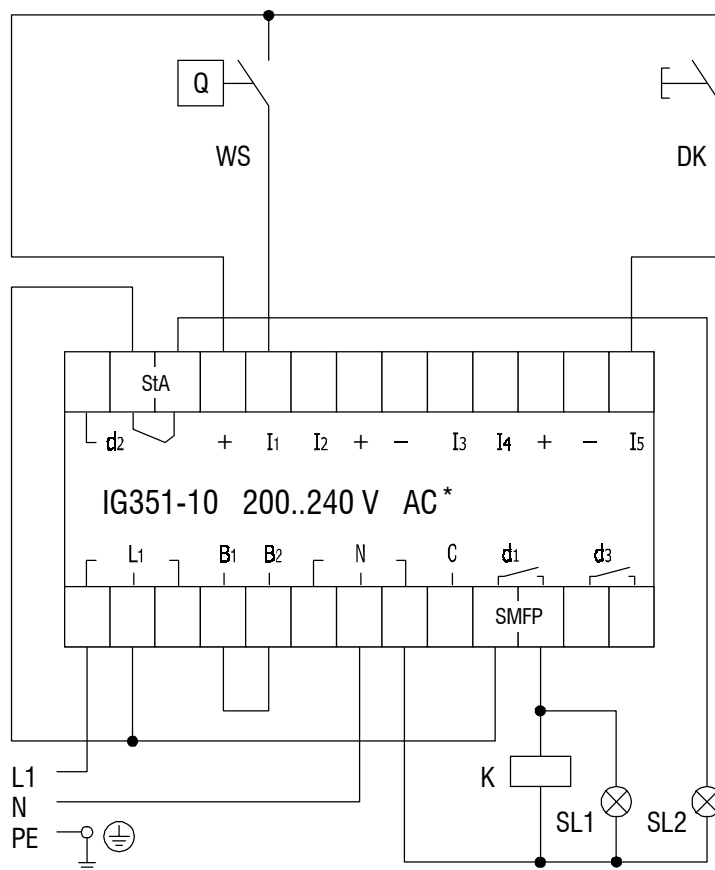 Q
WS DK
StA
d2 + I1 I2 + − I3 I4 + − I5
IG351-10 200..240 V AC*
L1 B1 B2 N C d1 d3
SMFP
L1
N
PE
K SL1 SL2